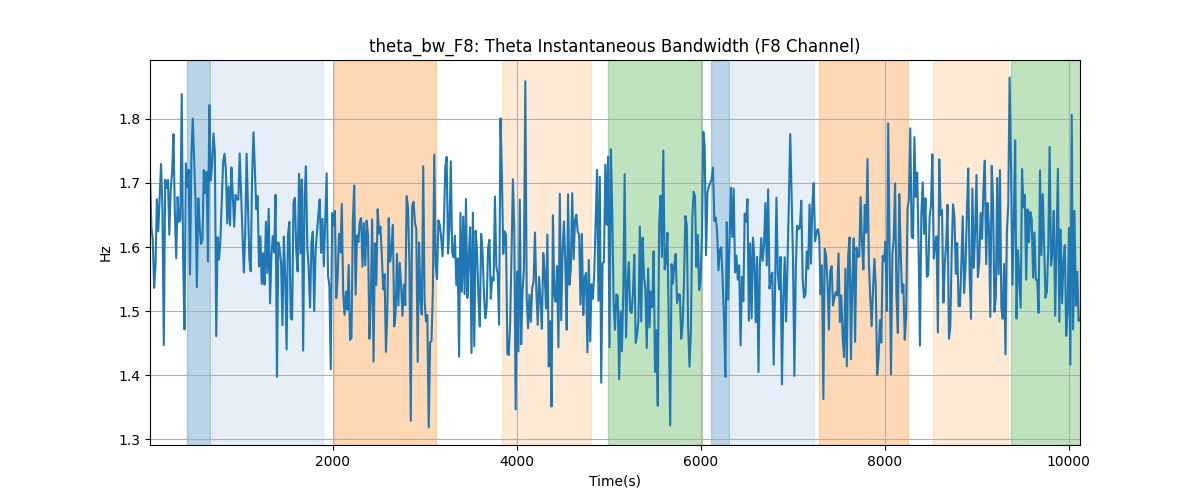 theta_bw_F8: Theta Instantaneous Bandwidth (F8 Channel)
1.8
1.7
1.6
1.5
1.4
1.3
Hz
2000 4000 6000 8000 10000
Time(s)